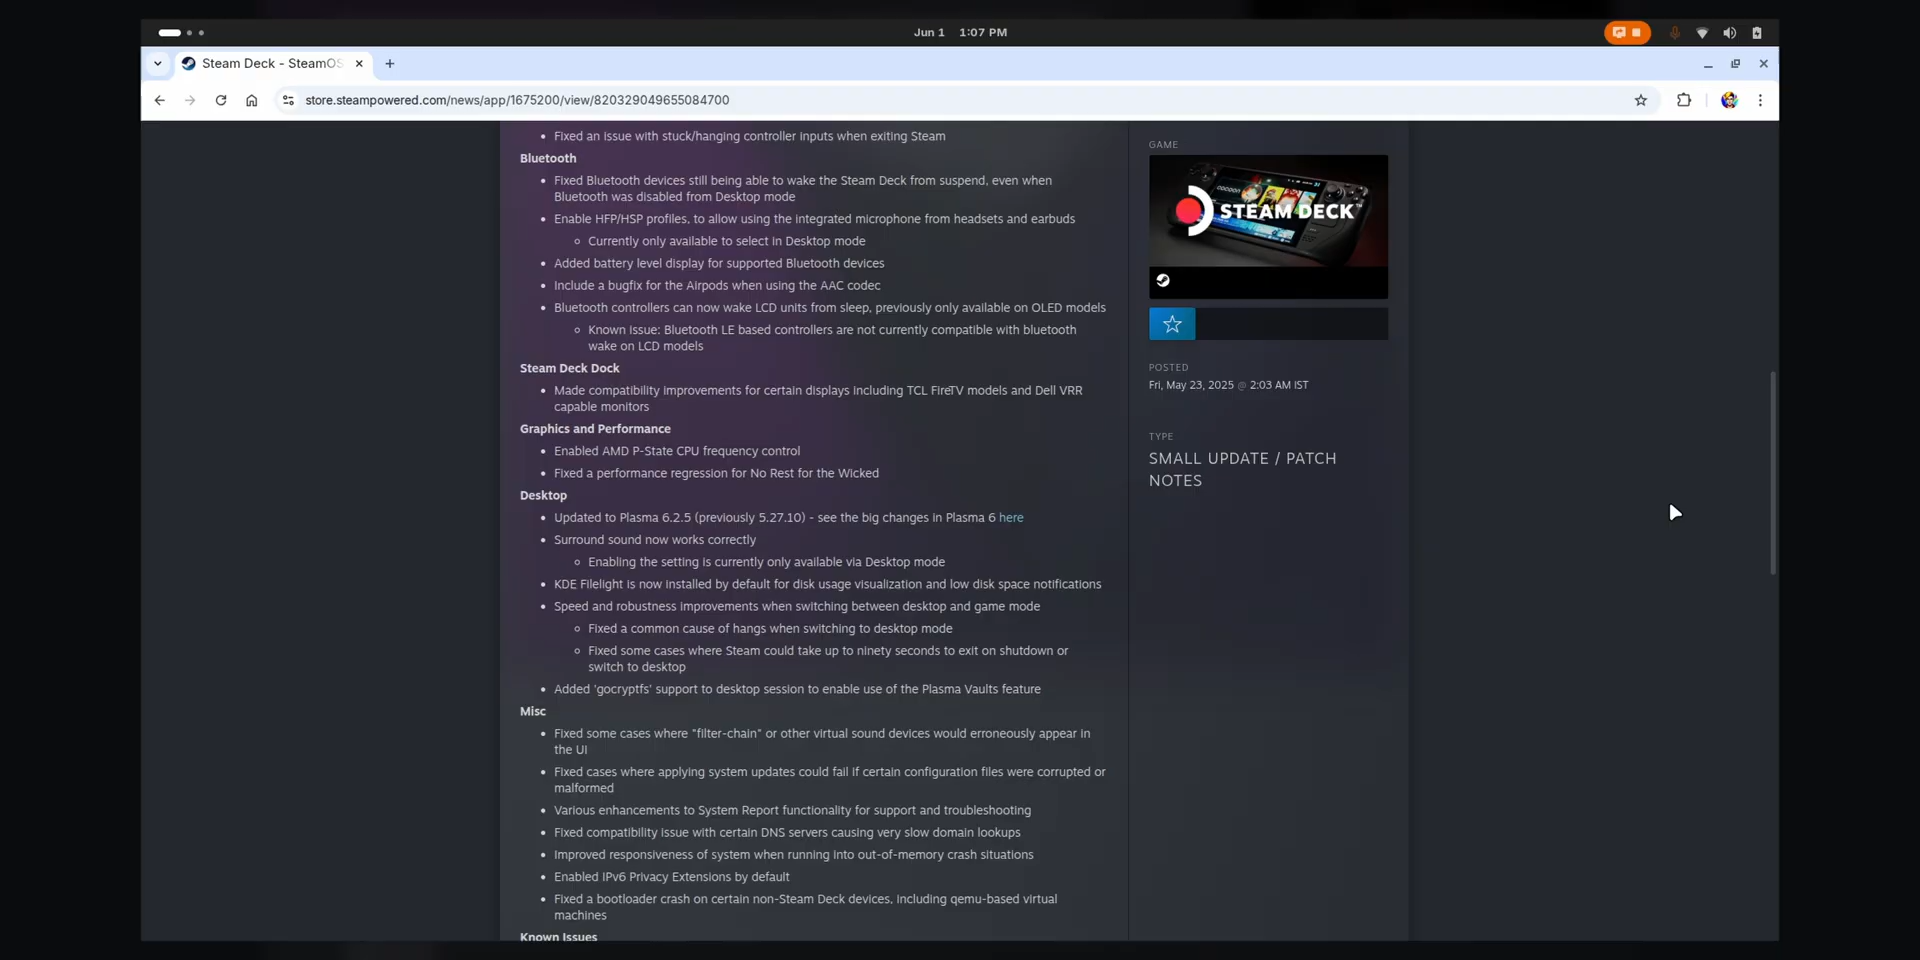 Jun 1 1:07 PM
Steam Deck - SteamOS
store.steampowered.com/news/app/1675200/view/820329049655084700
Fixed an issue with stuck/hanging controller inputs when exiting Steam
Bluetooth
Fixed Bluetooth devices still being able to wake the Steam Deck from suspend, even when
Bluetooth was disabled from Desktop mode
Enable HFP/HSP profiles, to allow using the integrated microphone from headsets and earbuds
Currently only available to select in Desktop mode
Added battery level display for supported Bluetooth devices
Include a bugfix for the Airpods when using the AAC codec
Bluetooth controllers can now wake LCD units from sleep, previously only available on OLED models
Known Issue: Bluetooth LE based controllers are not currently compatible with bluetooth
wake on LCD models
Steam Deck Dock
Made compatibility improvements for certain displays including TCL FireTV models and Dell VRR
capable monitors
Graphics and Performance
Enabled AMD P-State CPU frequency control
Fixed a performance regression for No Rest for the Wicked
Desktop
Updated to Plasma 6.2.5 (previously 5.27.10) - see the big changes in Plasma 6 here
Surround sound now works correctly
Enabling the setting is currently only available via Desktop mode
KDE Filelight is now installed by default for disk usage visualization and low disk space notifications
Speed and robustness improvements when switching between desktop and game mode
Fixed a common cause of hangs when switching to desktop mode
Fixed some cases where Steam could take up to ninety seconds to exit on shutdown or
switch to desktop
Added 'gocryptfs' support to desktop session to enable use of the Plasma Vaults feature
Misc
Fixed some cases where "filter-chain" or other virtual sound devices would erroneously appear in
the UI
Fixed cases where applying system updates could fail if certain configuration files were corrupted or
malformed
Various enhancements to System Report functionality for support and troubleshooting
Fixed compatibility issue with certain DNS servers causing very slow domain lookups
Improved responsiveness of system when running into out-of-memory crash situations
Enabled IPv6 Privacy Extensions by default
Fixed a bootloader crash on certain non-Steam Deck devices, including qemu-based virtual
machines
Known Issues
GAME
STEAM DECK™
POSTED
Fri, May 23, 2025 @ 2:03 AM IST
TYPE
SMALL UPDATE / PATCH
NOTES